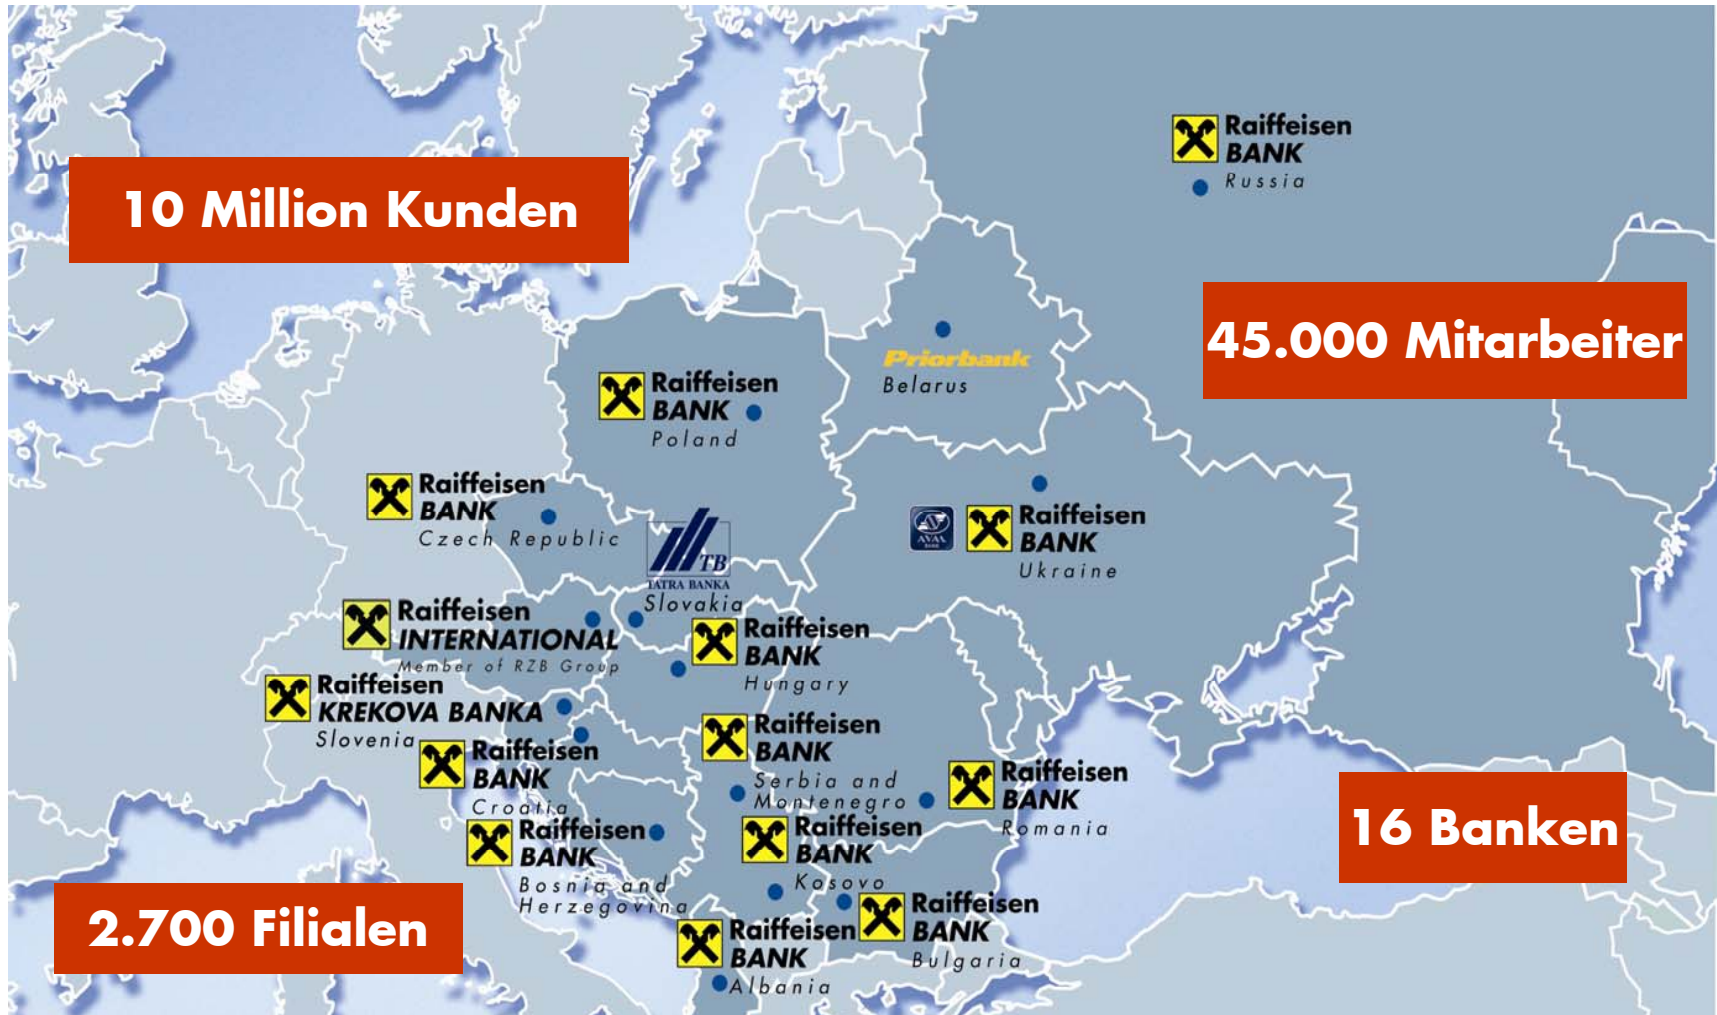 Raiffeisen
BANK
Russia
10 Million Kunden
45.000 Mitarbeiter
Priorbank
Belarus
Raiffeisen
BANK
Poland
Raiffeisen
BANK
Czech Republic
TB
TATRA BANKA
Slovakia
AVAL
BANK
Raiffeisen
BANK
Ukraine
Raiffeisen
INTERNATIONAL
Member of RZB Group
Raiffeisen
BANK
Hungary
Raiffeisen
KREKOVA BANKA
Slovenia
Raiffeisen
BANK
Croatia
Raiffeisen
BANK
Serbia and
Montenegro
Raiffeisen
BANK
Romania
16 Banken
Raiffeisen
BANK
Bosnia and
Herzegovina
Raiffeisen
BANK
Kosovo
2.700 Filialen
Raiffeisen
BANK
Bulgaria
Raiffeisen
BANK
Albania